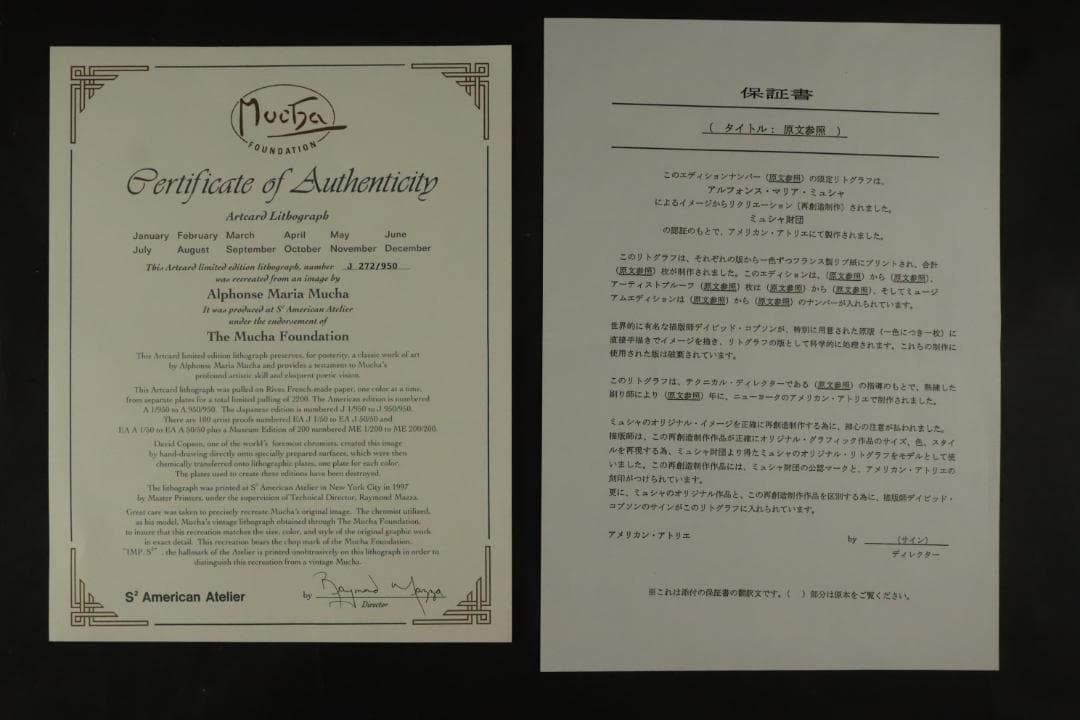 Mucha
FOUNDATION
Certificate of Authenticity
Artcard Lithograph
January February March April May June
July August September October November December
This Artcard limited edition lithograph, number J 272/950
was recreated from an image by
Alphonse Maria Mucha
It was produced at S² American Atelier
under the endorsement of
The Mucha Foundation
This Artcard limited edition lithograph preserves, for posterity, a classic work of art
by Alphonse Maria Mucha and provides a testament to Mucha's
profound artistic skill and eloquent poetic vision.
This Artcard lithograph was pulled on Rives French-made paper, one color at a time,
from separate plates for a total limited pulling of 2200. The American edition is numbered
A 1/950 to A 950/950. The Japanese edition is numbered J 1/950 to J 950/950.
There are 100 artist proofs numbered EA J 1/50 to EA J 50/50 and
EA A 1/50 to EA A 50/50 plus a Museum Edition of 200 numbered ME 1/200 to ME 200/200.
David Copson, one of the world's foremost chromists, created this image
by hand-drawing directly onto specially prepared surfaces, which were then
chemically transferred onto lithographic plates, one plate for each color.
The plates used to create these editions have been destroyed.
The lithograph was printed at S² American Atelier in New York City in 1997
by Master Printers, under the supervision of Technical Director, Raymond Mazza.
Great care was taken to precisely recreate Mucha's original image. The chromist utilized,
as his model, Mucha's vintage lithograph obtained through The Mucha Foundation,
to insure that this recreation matches the size, color, and style of the original graphic work
in exact detail. This recreation bears the chop mark of the Mucha Foundation.
"IMP. S²", the hallmark of the Atelier is printed unobtrusively on this lithograph in order to
distinguish this recreation from a vintage Mucha.
S² American Atelier
by Raymond Mazza
Director
保証書
( タイトル: 原文参照 )
このエディションナンバー (原文参照) の限定リトグラフは、
アルフォンス・マリア・ミュシャ
によるイメージからリクリエーション [再創造制作] されました。
ミュシャ財団
の認証のもとで、アメリカン・アトリエにて製作されました。
このリトグラフは、それぞれの版から一色ずつフランス製リブ紙にプリントされ、合計
(原文参照) 枚が制作されました。このエディションは、(原文参照) から (原文参照)、
アーティストプルーフ (原文参照) 枚は (原文参照) から (原文参照)、そしてミュージ
アムエディションは (原文参照) から (原文参照) のナンバーが入れられています。
世界的に有名な描版師デイビッド・コプソンが、特別に用意された原版 (一色につき一枚) に
直接手描きでイメージを描き、リトグラフの版として科学的に処理されます。これらの制作に
使用された版は破棄されています。
このリトグラフは、テクニカル・ディレクターである (原文参照) の指導のもとで、熟練した
刷り師により (原文参照) 年に、ニューヨークのアメリカン・アトリエで制作されました。
ミュシャのオリジナル・イメージを正確に再創造制作する為に、細心の注意が払われました。
描版師は、この再創造制作作品が正確にオリジナル・グラフィック作品のサイズ、色、スタイ
ルを再現する為、ミュシャ財団より得たミュシャのオリジナル・リトグラフをモデルとして使
いました。この再創造制作作品には、ミュシャ財団の公認マークと、アメリカン・アトリエの
刻印がつけられています。
更に、ミュシャのオリジナル作品と、この再創造制作作品を区別する為に、描版師デイビッド・
コプソンのサインがこのリトグラフに入れられています。
アメリカン・アトリエ by (サイン)
ディレクター
※これは添付の保証書の翻訳文です。( ) 部分は原本をご覧ください。